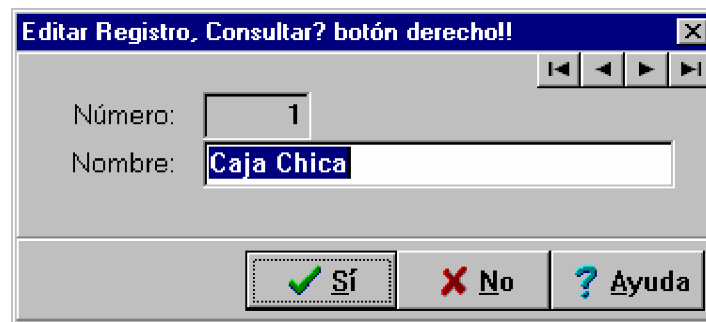 Editar Registro, Consultar? botón derecho!!
Número: 1
Nombre: Caja Chica
Sí No Ayuda